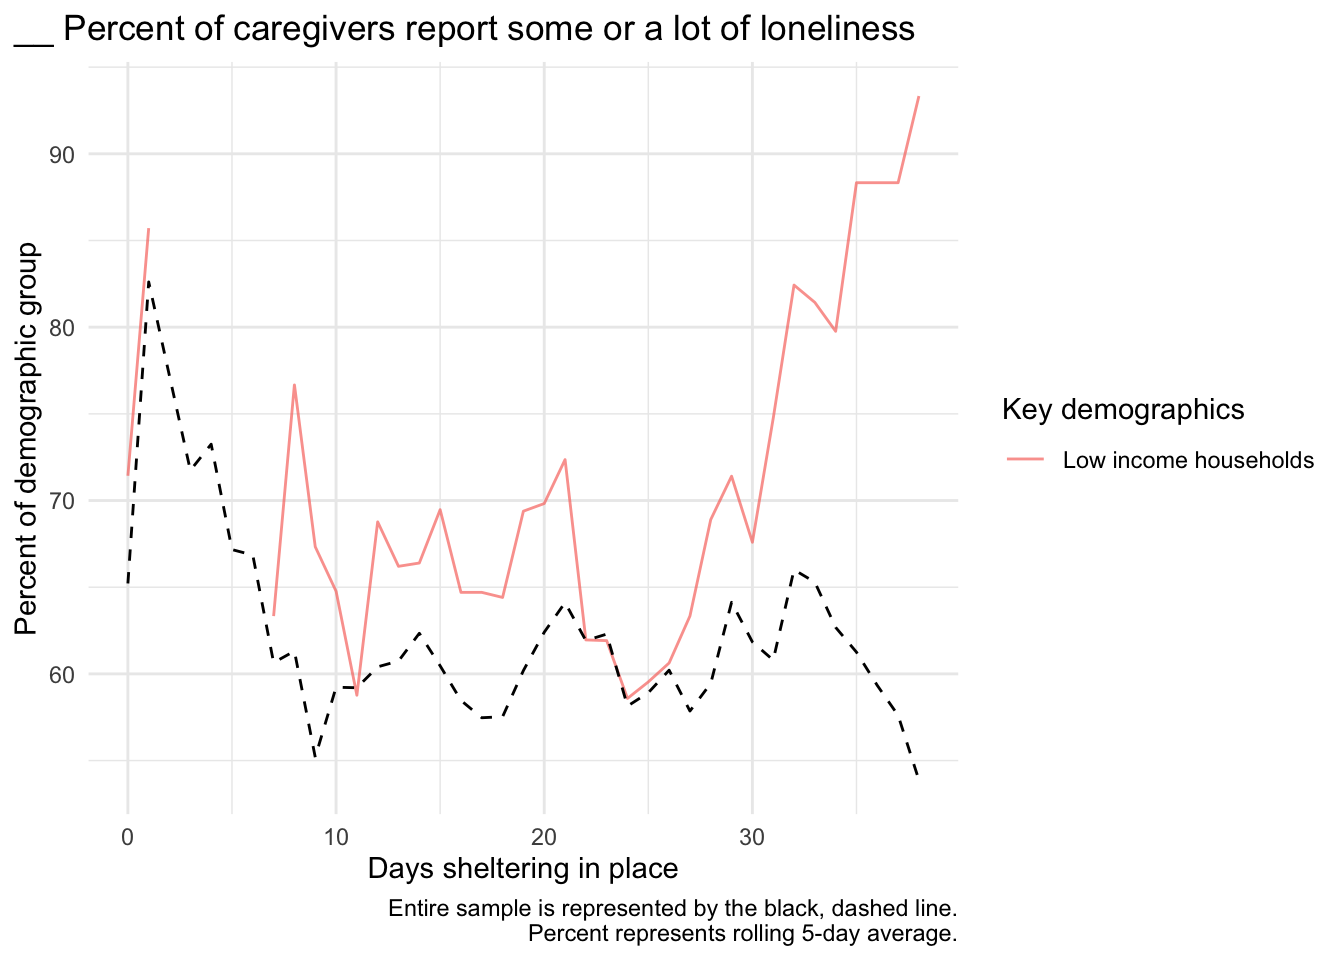 __ Percent of caregivers report some or a lot of loneliness
Percent of demographic group
90
80
70
60
0
10
20
30
Days sheltering in place
Key demographics
Low income households
Entire sample is represented by the black, dashed line.
Percent represents rolling 5-day average.